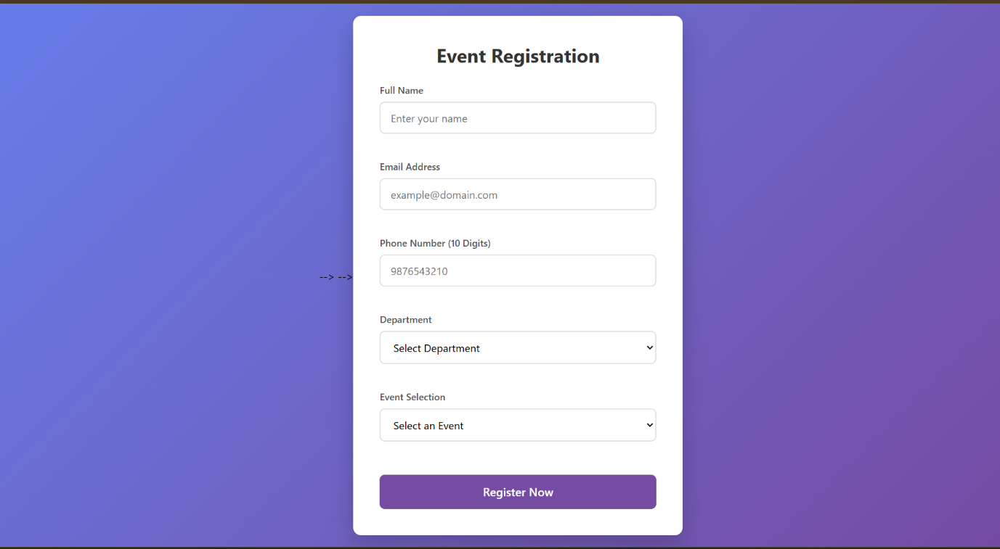 Event Registration
Full Name
Enter your name
Email Address
example@domain.com
Phone Number (10 Digits)
9876543210
--> -->
Department
Select Department
Event Selection
Select an Event
Register Now